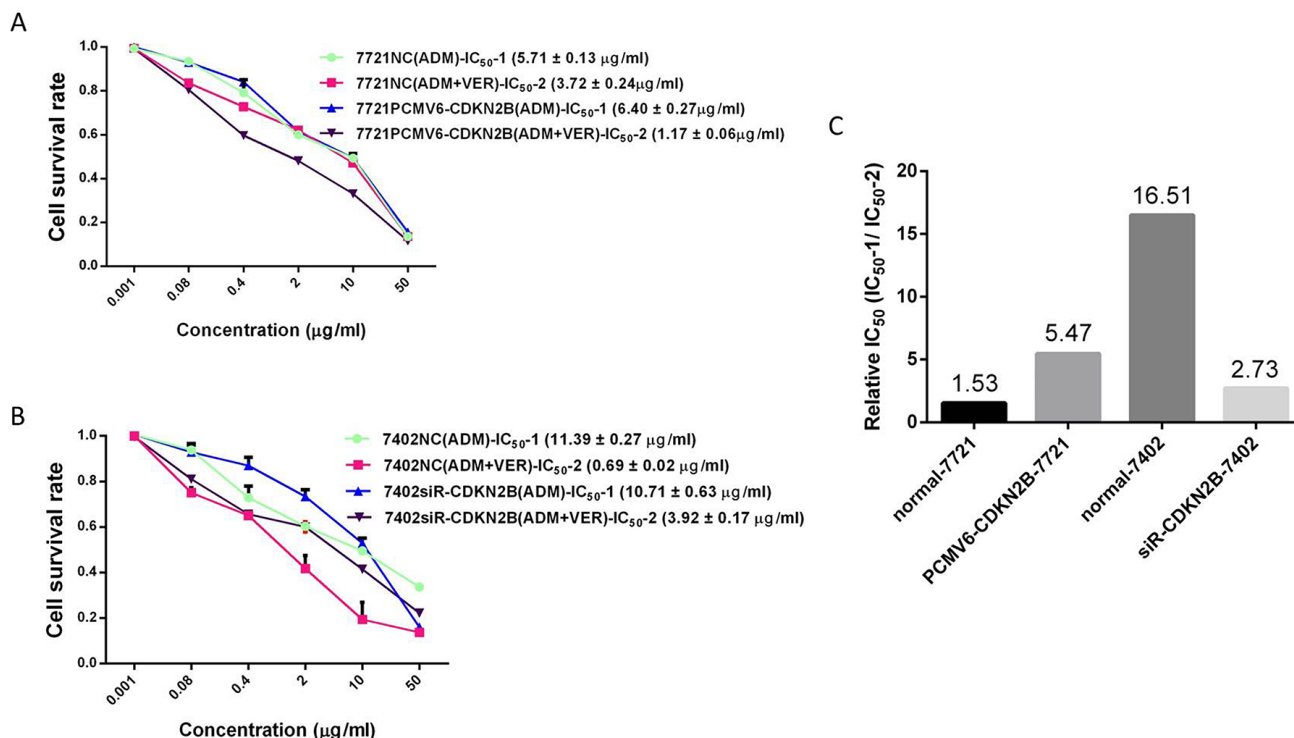 A
Cell survival rate
1.0
0.8
0.6
0.4
0.2
0.0
0.001
0.08
0.4
2
10
50
Concentration (μg/ml)
7721NC(ADM)-IC50-1 (5.71 ± 0.13 μg/ml)
7721NC(ADM+VER)-IC50-2 (3.72 ± 0.24μg/ml)
7721PCMV6-CDKN2B(ADM)-IC50-1 (6.40 ± 0.27μg/ml)
7721PCMV6-CDKN2B(ADM+VER)-IC50-2 (1.17 ± 0.06μg/ml)
B
Cell survival rate
1.0
0.8
0.6
0.4
0.2
0.0
0.001
0.08
0.4
2
10
50
Concentration (μg/ml)
7402NC(ADM)-IC50-1 (11.39 ± 0.27 μg/ml)
7402NC(ADM+VER)-IC50-2 (0.69 ± 0.02 μg/ml)
7402siR-CDKN2B(ADM)-IC50-1 (10.71 ± 0.63 μg/ml)
7402siR-CDKN2B(ADM+VER)-IC50-2 (3.92 ± 0.17 μg/ml)
C
Relative IC50 (IC50-1/ IC50-2)
20
15
10
5
0
1.53
5.47
16.51
2.73
normal-7721
PCMV6-CDKN2B-7721
normal-7402
siR-CDKN2B-7402